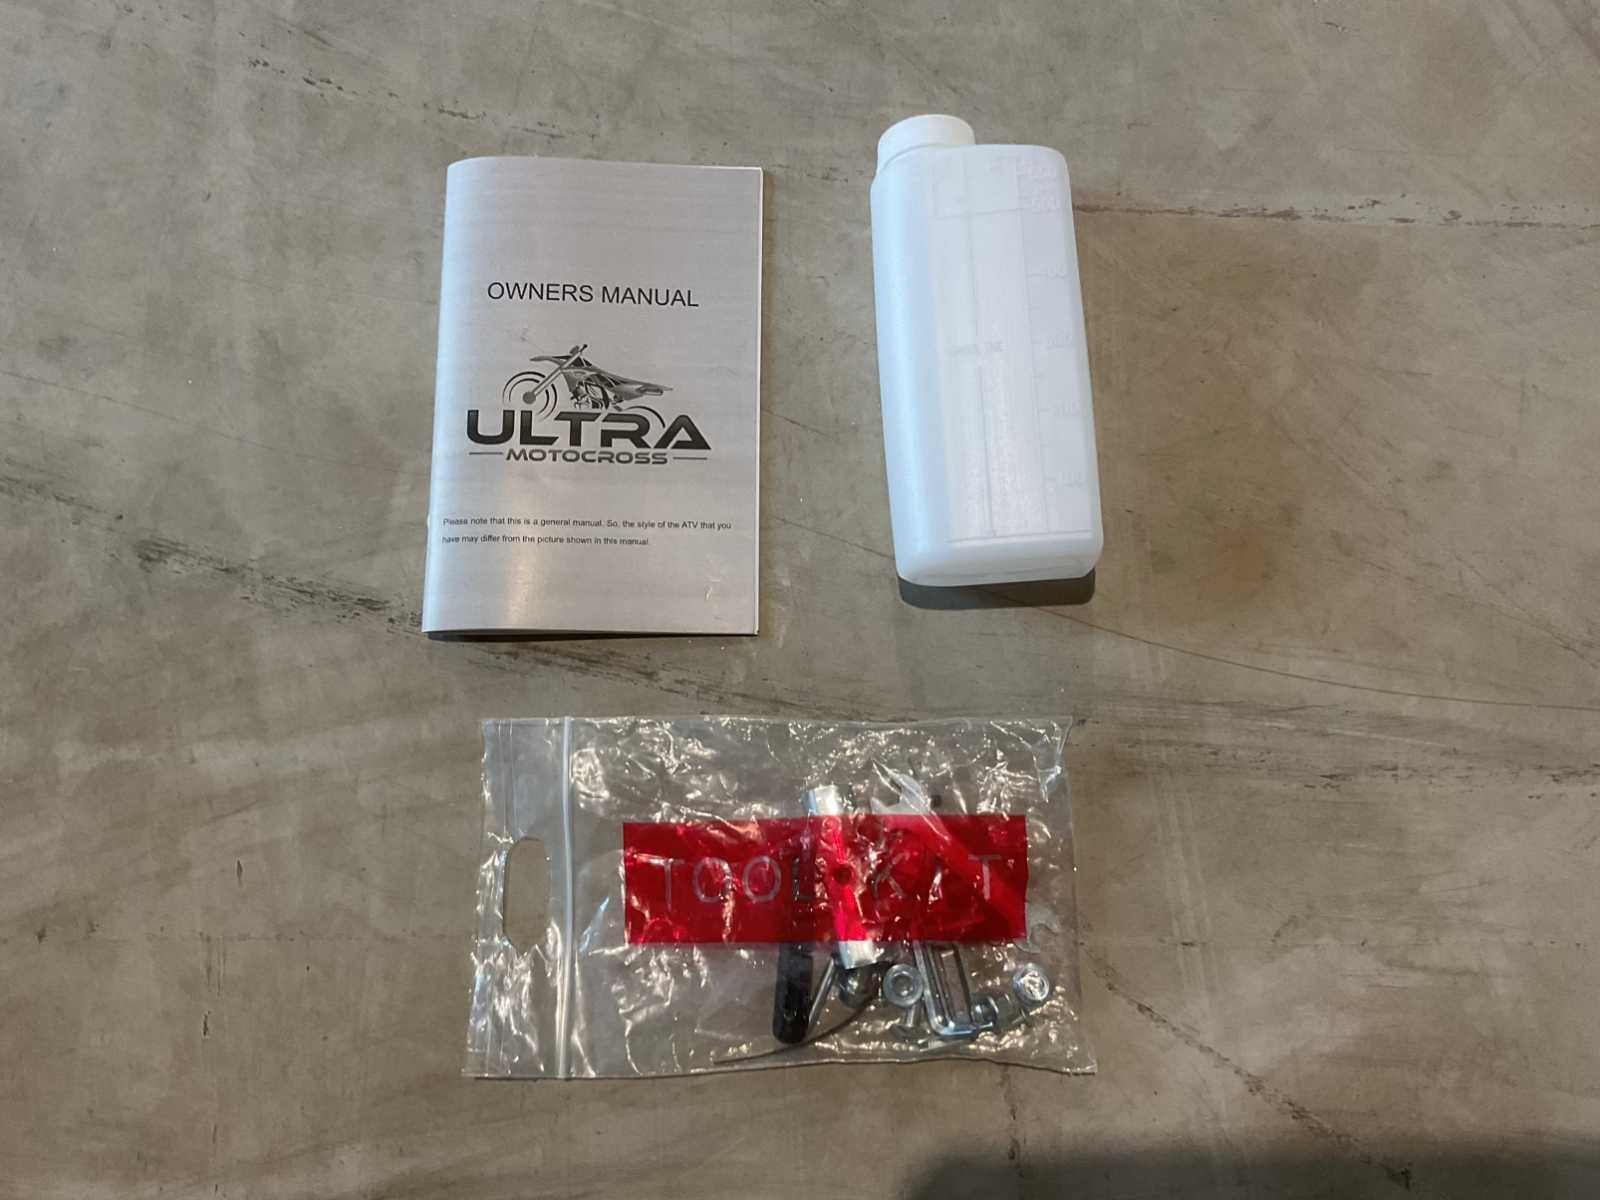 OWNERS MANUAL
ULTRA
MOTOCROSS
Please note that this is a general manual. So, the style of the ATV that you
have may differ from the picture shown in this manual.
600
TOOL KIT